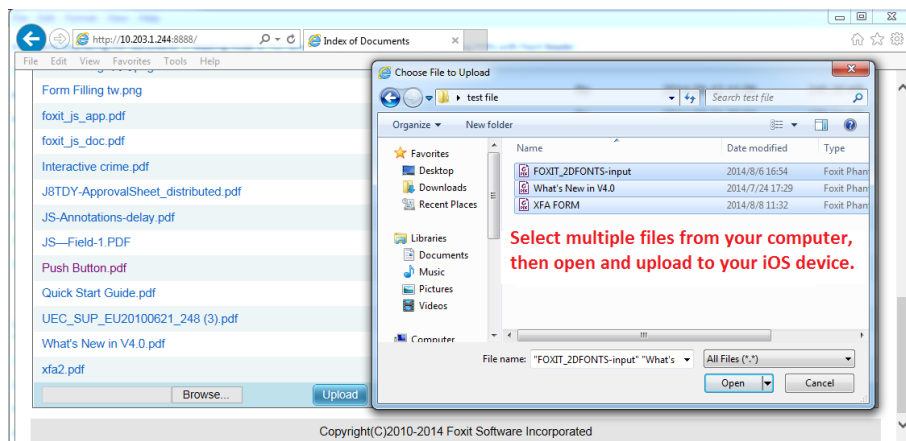 http://10.203.1.244:8888/
Index of Documents
File Edit View Favorites Tools Help
Form Filling tw.png
foxit_js_app.pdf
foxit_js_doc.pdf
Interactive crime.pdf
J8TDY-ApprovalSheet_distributed.pdf
JS-Annotations-delay.pdf
JS—Field-1.PDF
Push Button.pdf
Quick Start Guide.pdf
UEC_SUP_EU20100621_248 (3).pdf
What's New in V4.0.pdf
xfa2.pdf
Browse...
Upload
Choose File to Upload
test file
Search test file
Organize
New folder
Favorites
Desktop
Downloads
Recent Places
Libraries
Documents
Music
Pictures
Videos
Computer
Name Date modified Type
FOXIT_2DFONTS-input 2014/8/6 16:54 Foxit Phan
What's New in V4.0 2014/7/24 17:29 Foxit Phan
XFA FORM 2014/8/8 11:32 Foxit Phan
Select multiple files from your computer,
then open and upload to your iOS device.
File name: "FOXIT_2DFONTS-input" "What's
All Files (*.*)
Open Cancel
Copyright(C)2010-2014 Foxit Software Incorporated